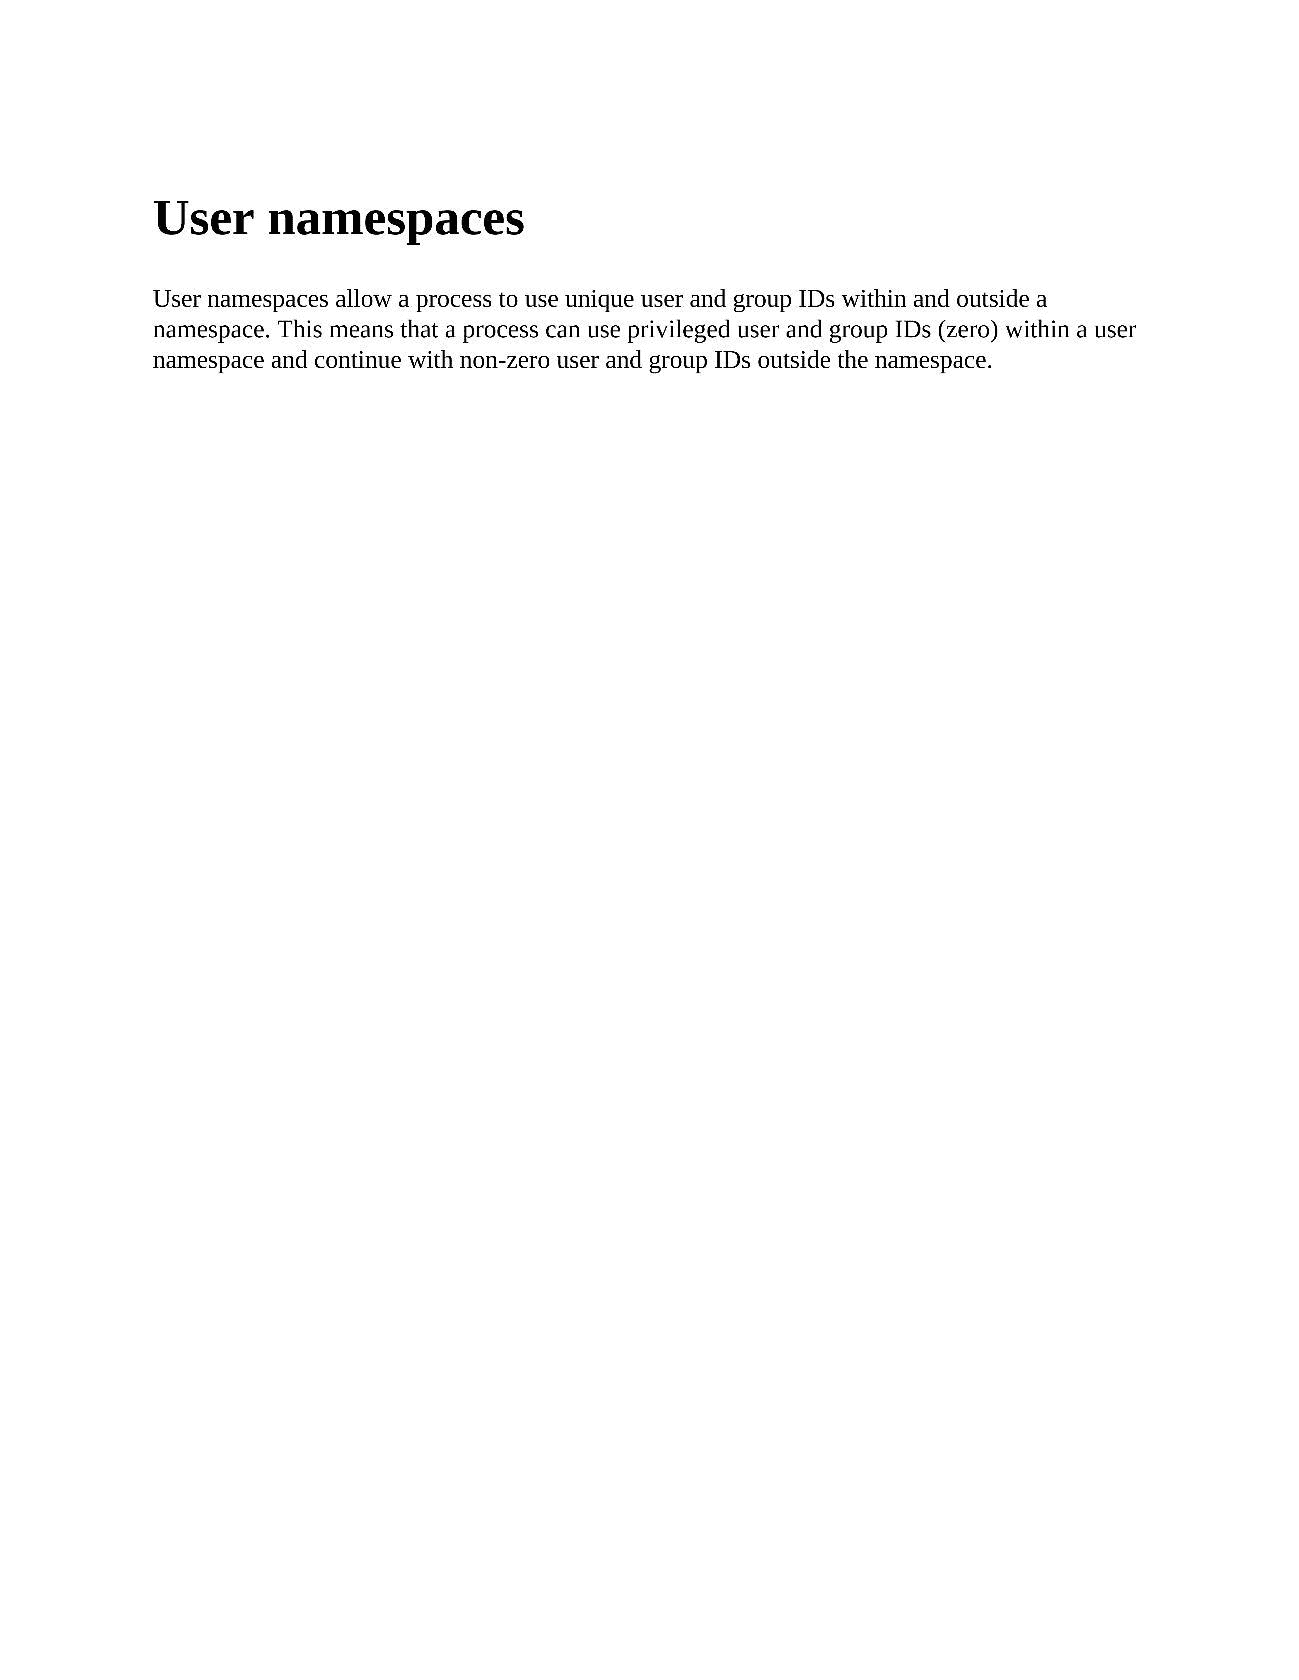 User namespaces
User namespaces allow a process to use unique user and group IDs within and outside a
namespace. This means that a process can use privileged user and group IDs (zero) within a user
namespace and continue with non-zero user and group IDs outside the namespace.